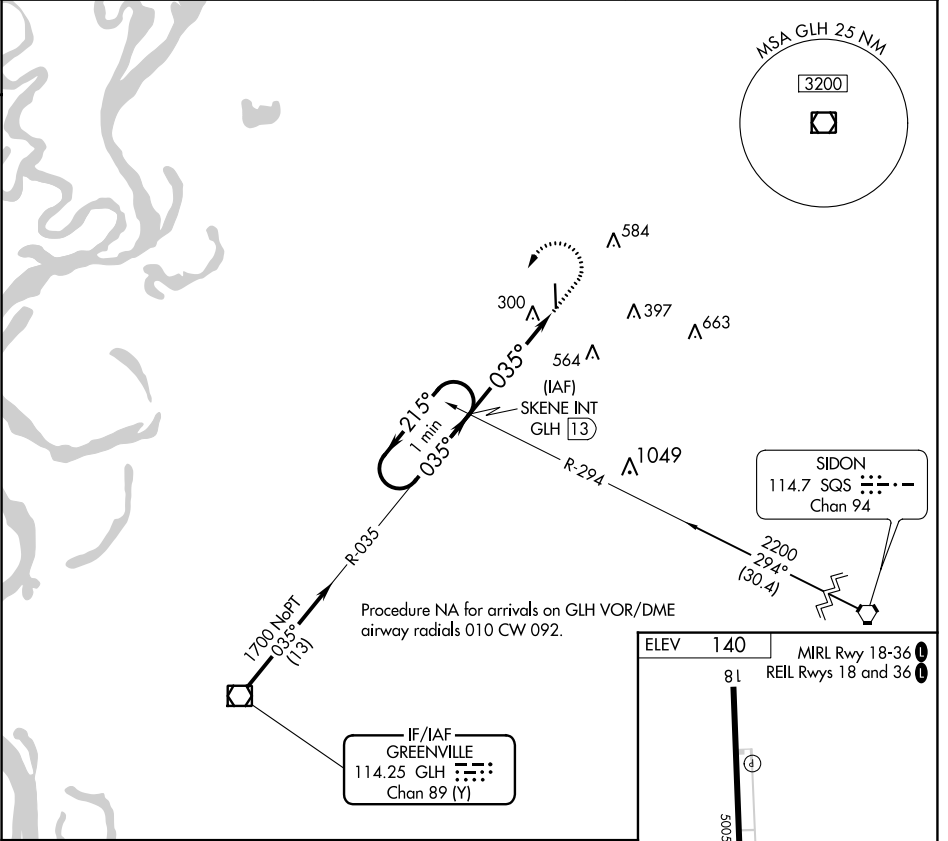 MSA GLH 25 NM
3200
584
300
397
663
564
035°
(IAF)
SKENE INT
GLH 13
215°
1 min
035°
R-294
1049
SIDON
114.7 SQS
Chan 94
2200
294°
(30.4)
R-035
1700 NoPT
035°
(13)
Procedure NA for arrivals on GLH VOR/DME
airway radials 010 CW 092.
IF/IAF
GREENVILLE
114.25 GLH
Chan 89 (Y)
ELEV 140
MIRL Rwy 18-36 L
REIL Rwys 18 and 36 L
18
P
5005